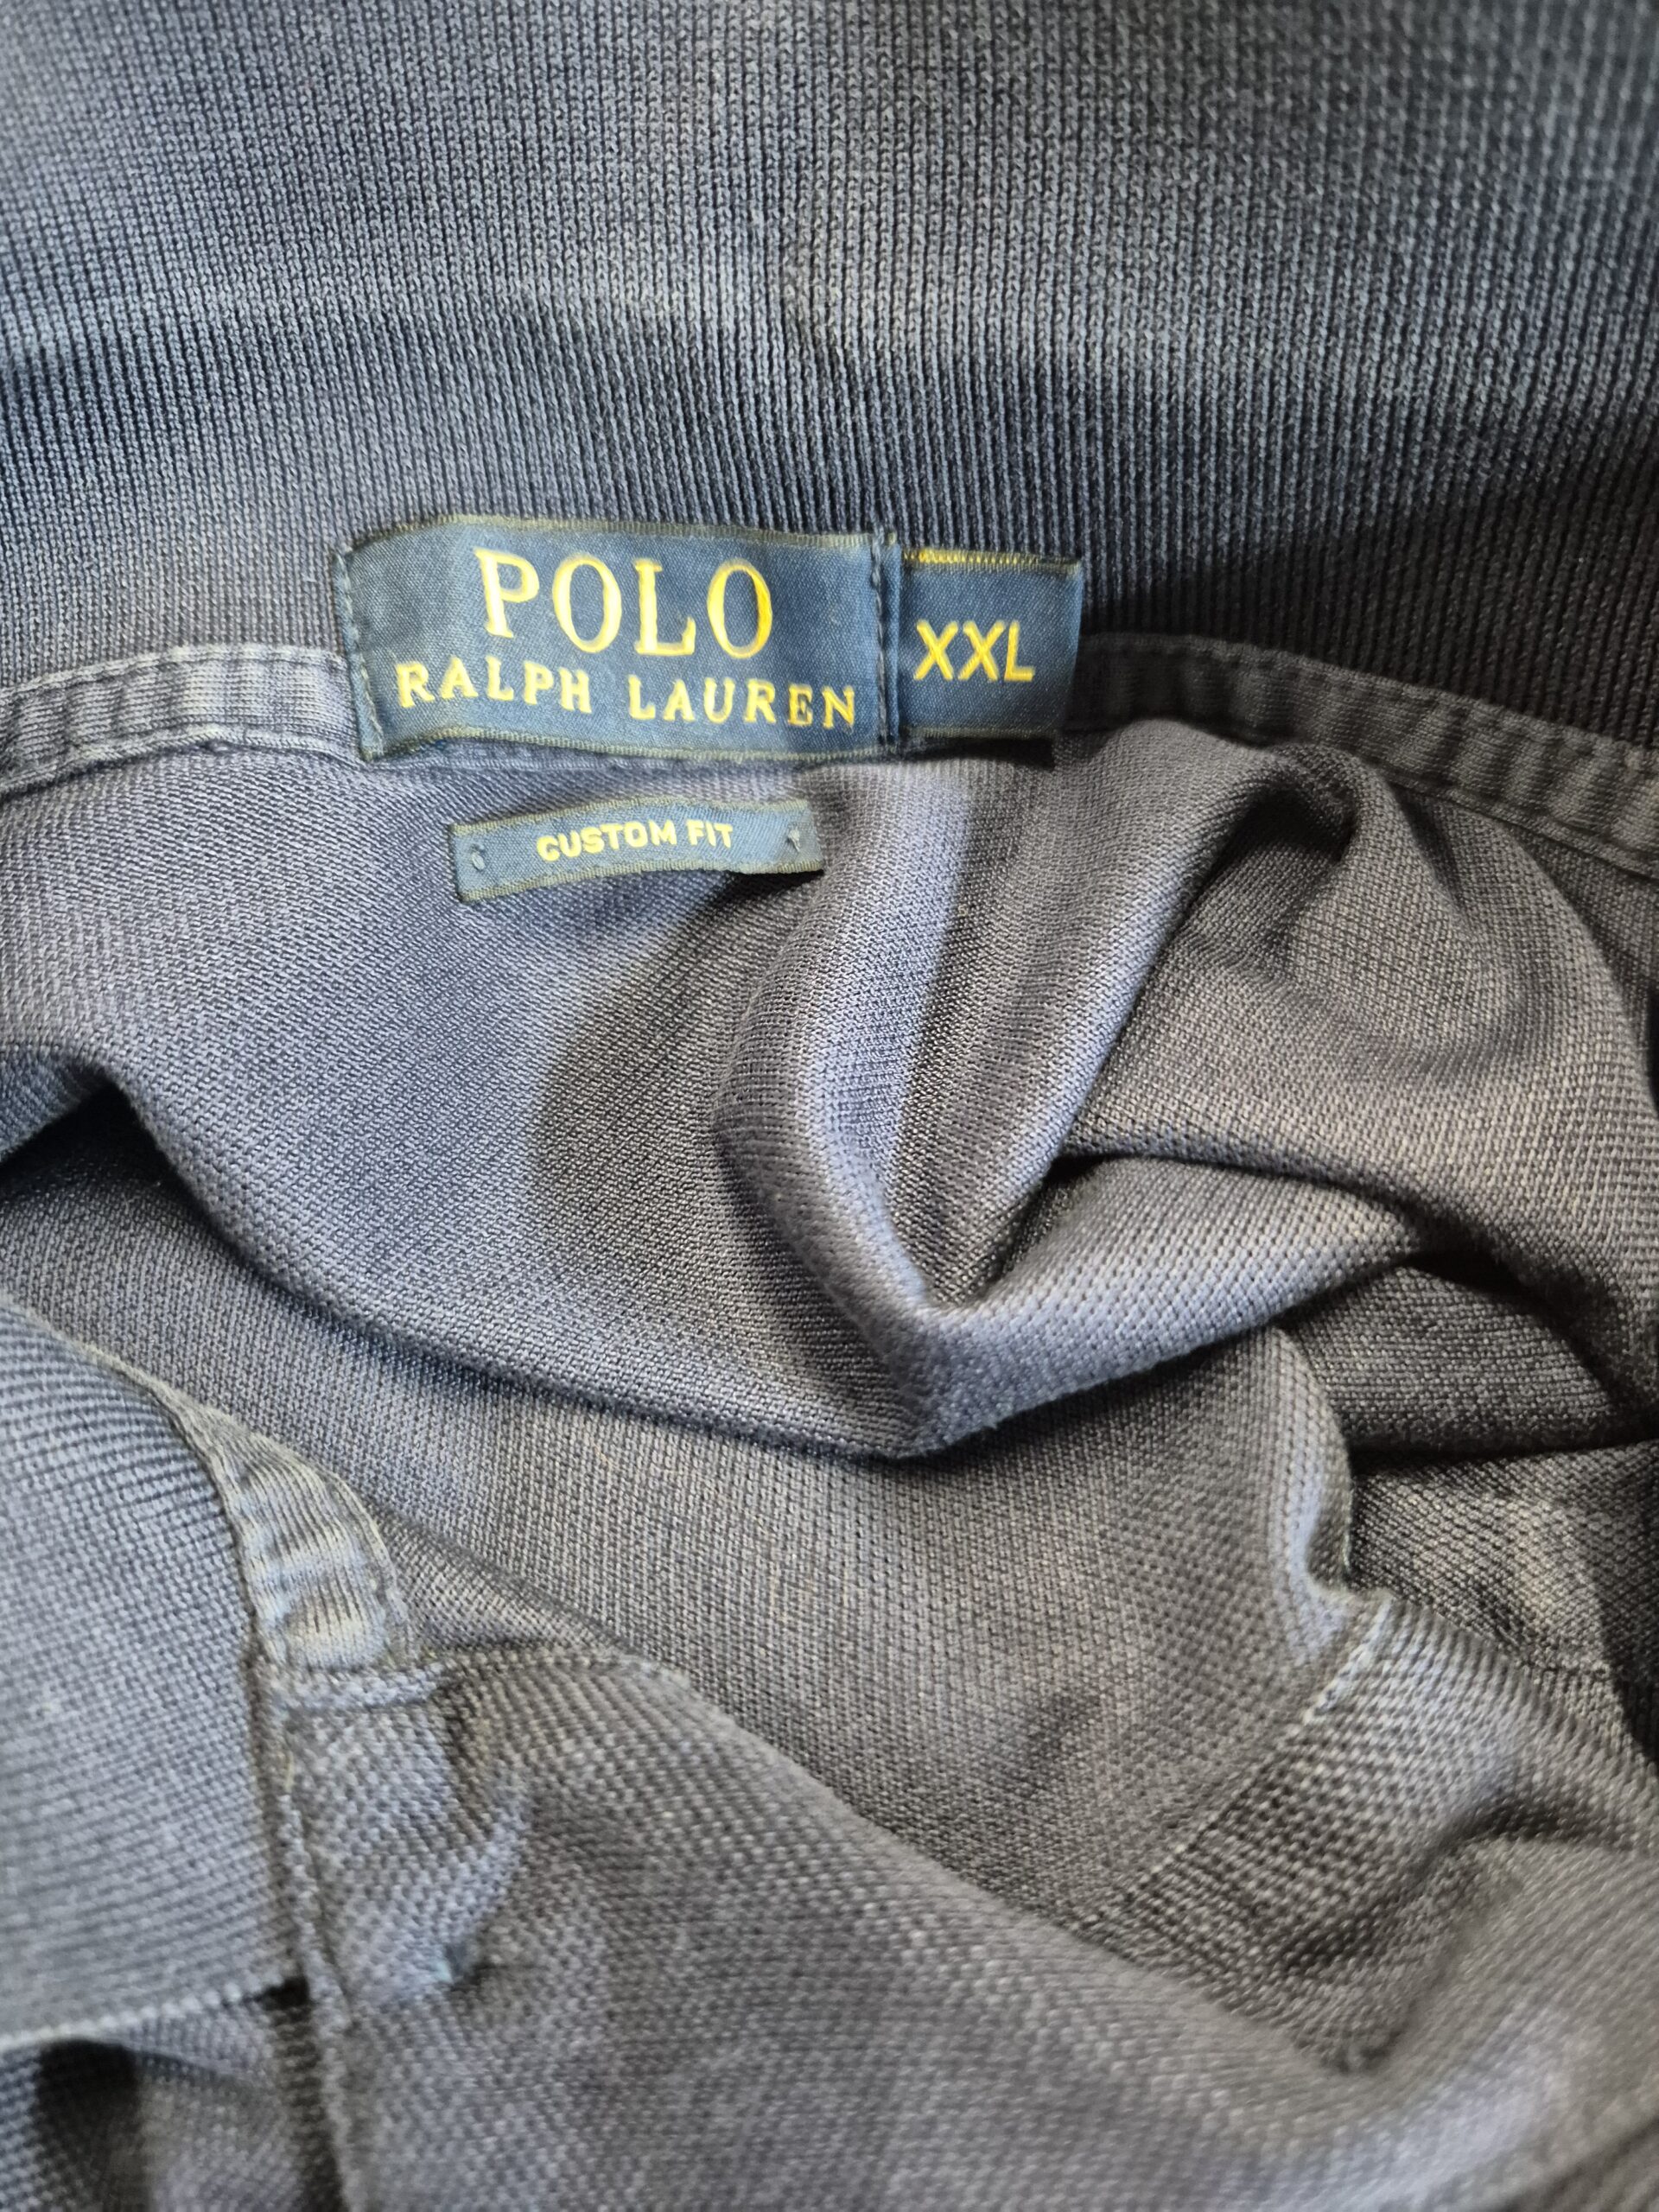 POLO
RALPH LAUREN
XXL
CUSTOM FIT